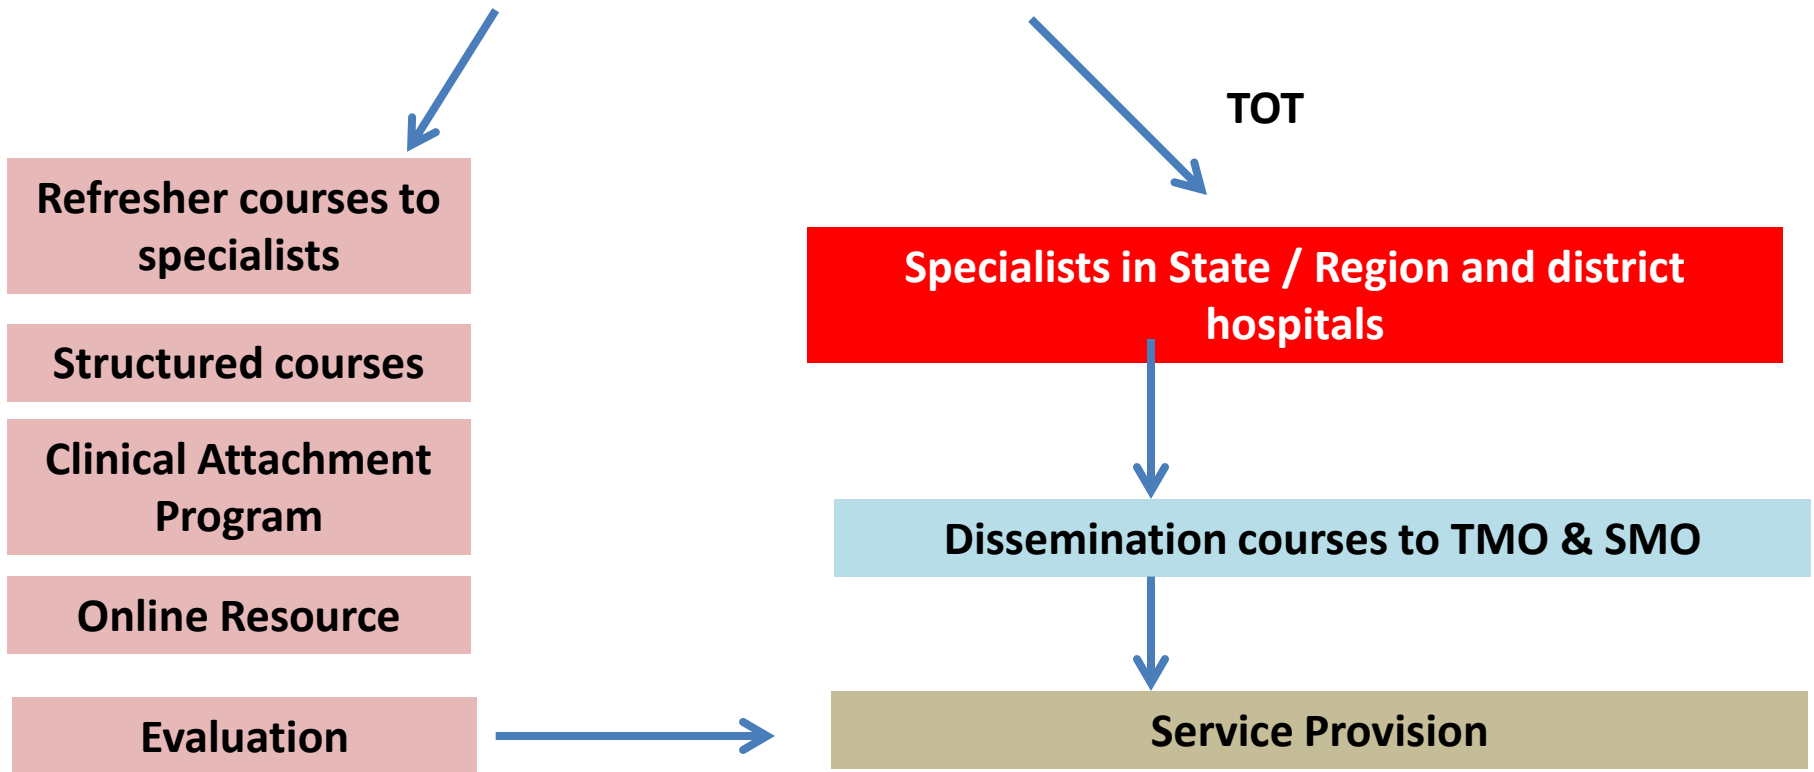 TOT
Refresher courses to
specialists
Structured courses
Clinical Attachment
Program
Online Resource
Evaluation
Specialists in State / Region and district
hospitals
Dissemination courses to TMO & SMO
Service Provision